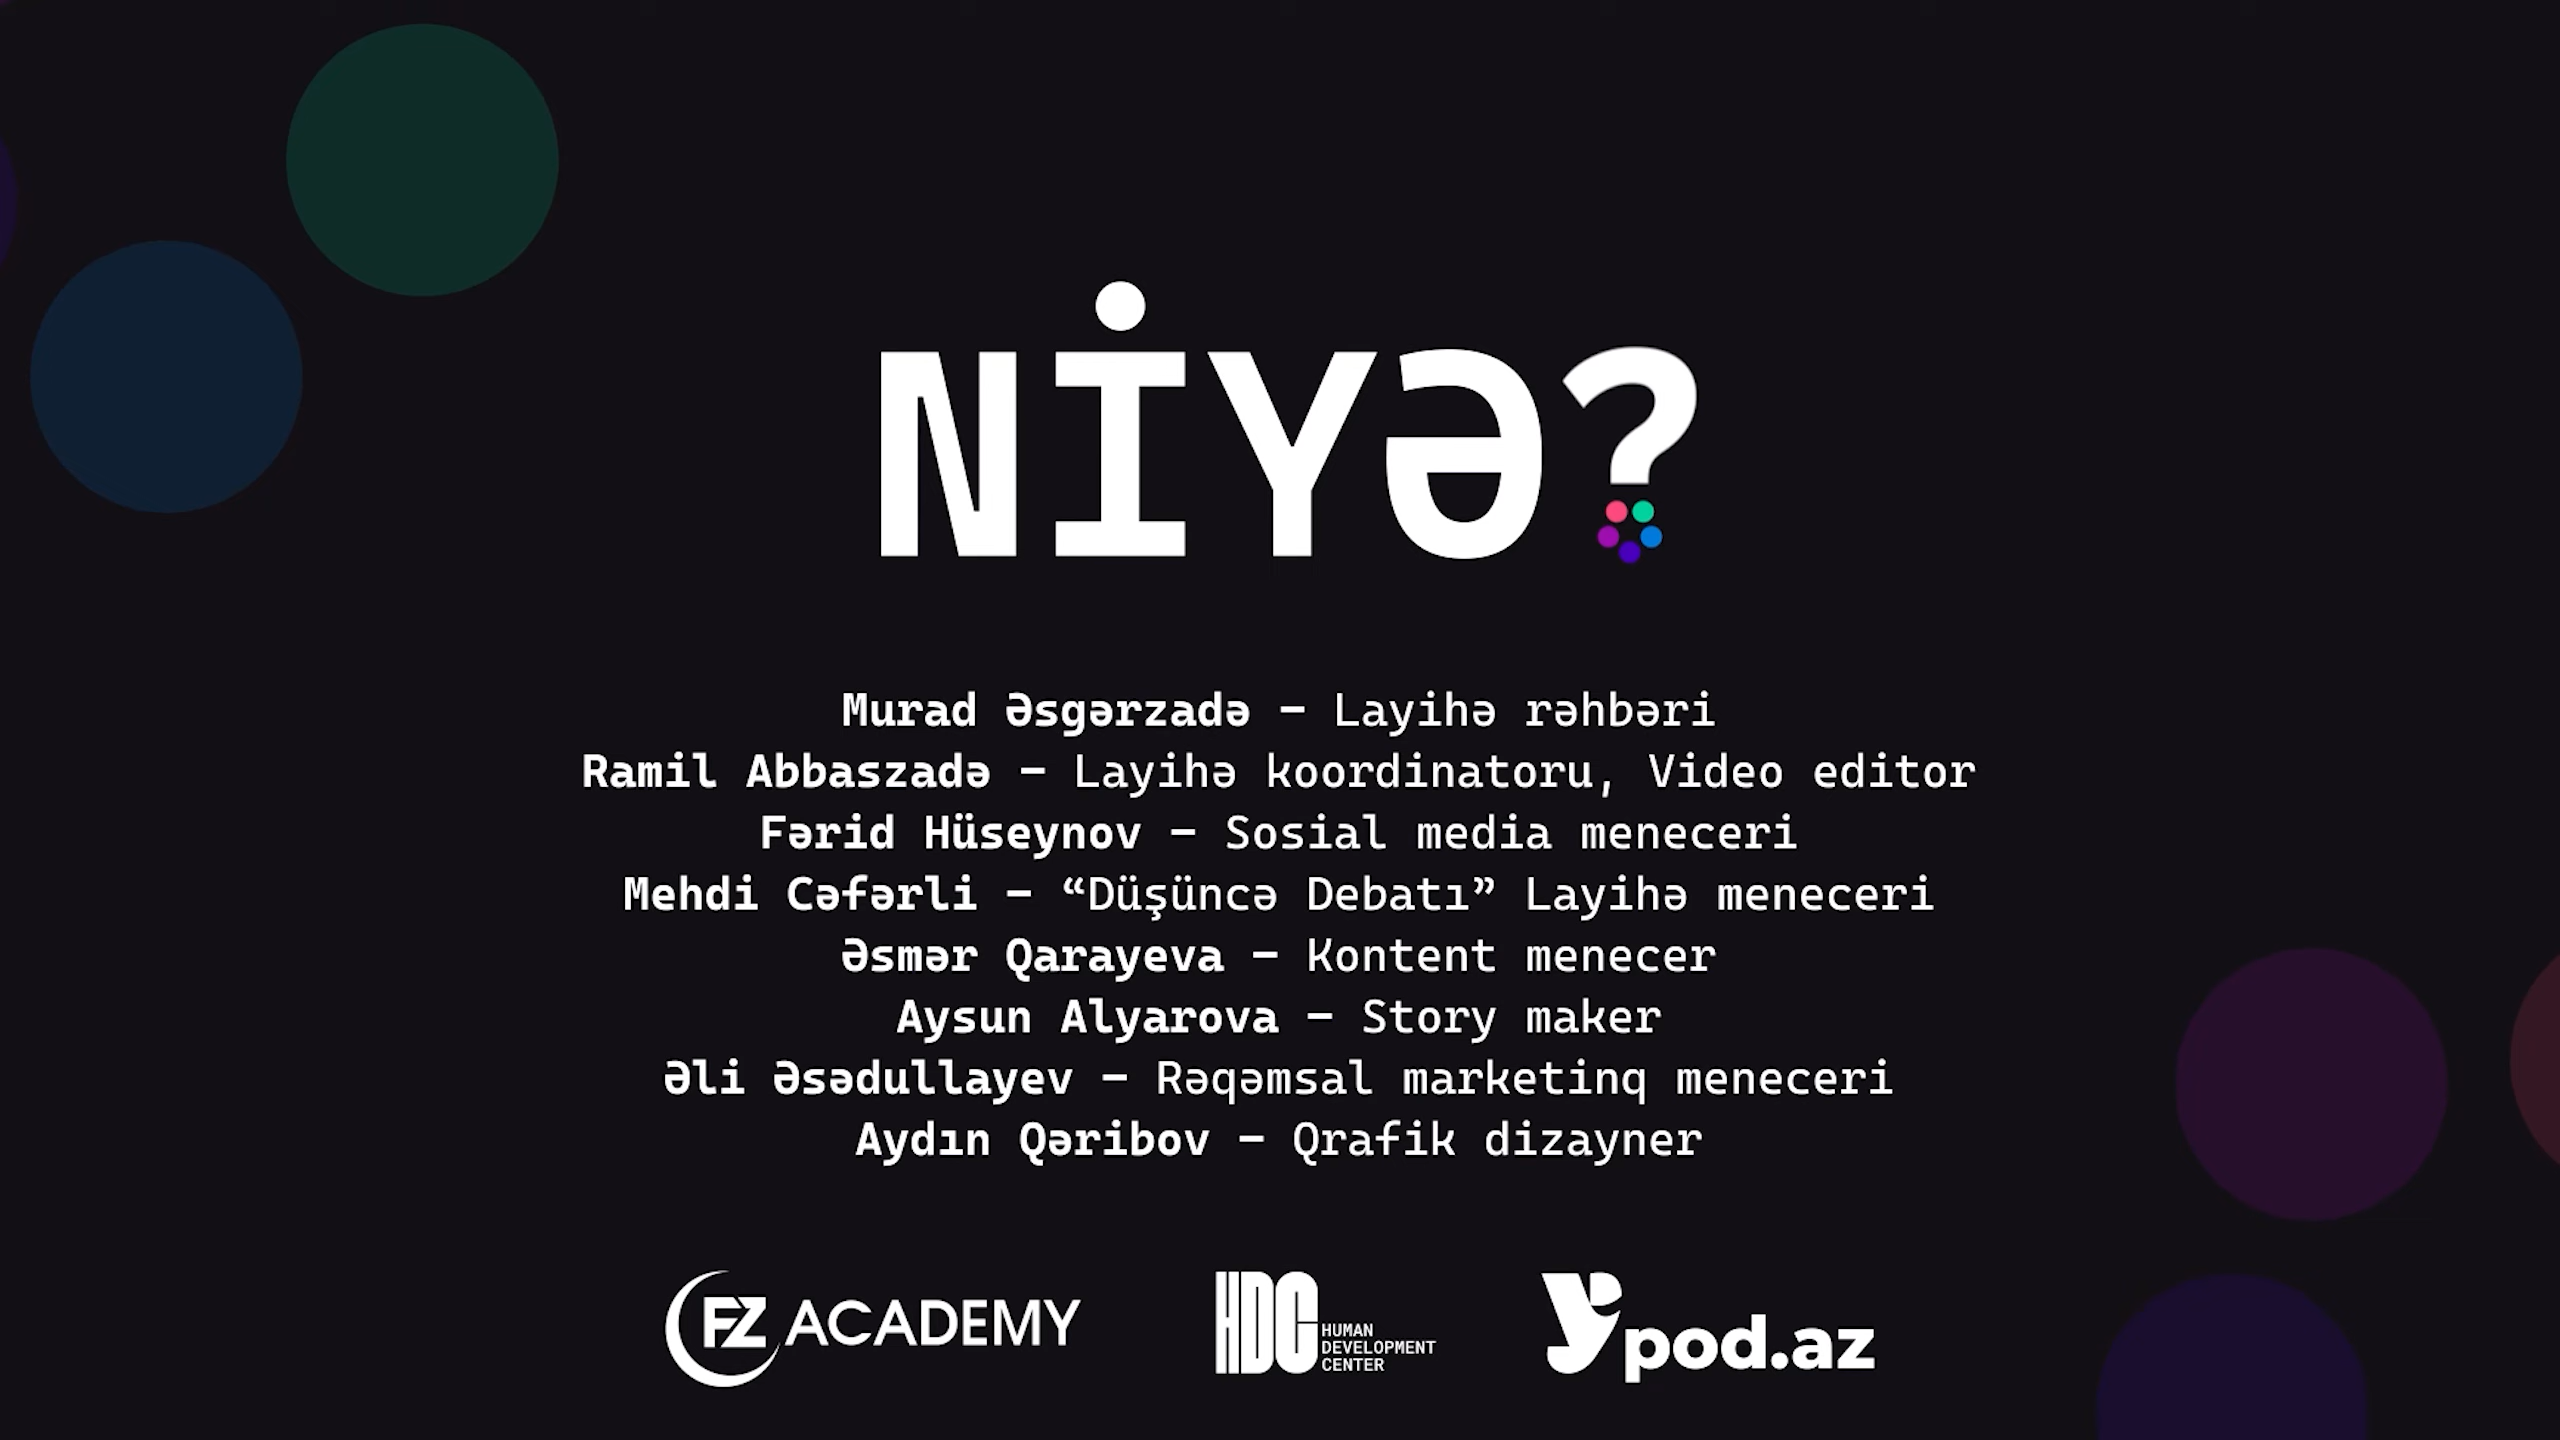 NİYƏ?
Murad Əsgərzadə – Layihə rəhbəri
Ramil Abbaszadə – Layihə koordinatoru, Video editor
Fərid Hüseynov – Sosial media meneceri
Mehdi Cəfərli – “Düşüncə Debatı” Layihə meneceri
Əsmər Qarayeva – Kontent menecer
Aysun Alyarova – Story maker
Əli Əsədullayev – Rəqəmsal marketinq meneceri
Aydın Qəribov – Qrafik dizayner
FZ ACADEMY
HDC HUMAN
DEVELOPMENT
CENTER
Ypod.az